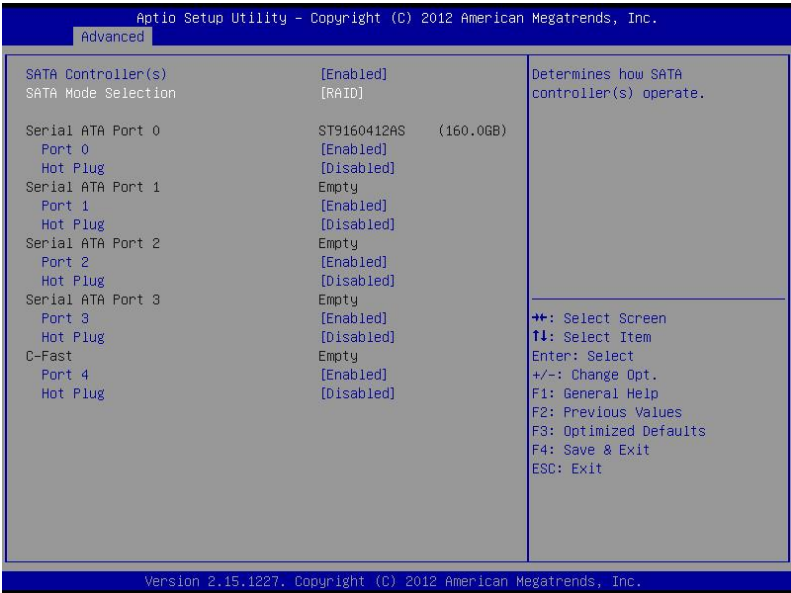 Aptio Setup Utility – Copyright (C) 2012 American Megatrends, Inc.
Advanced
SATA Controller(s) [Enabled]
SATA Mode Selection [RAID]
Serial ATA Port 0 ST9160412AS (160.0GB)
Port 0 [Enabled]
Hot Plug [Disabled]
Serial ATA Port 1 Empty
Port 1 [Enabled]
Hot Plug [Disabled]
Serial ATA Port 2 Empty
Port 2 [Enabled]
Hot Plug [Disabled]
Serial ATA Port 3 Empty
Port 3 [Enabled]
Hot Plug [Disabled]
C-Fast Empty
Port 4 [Enabled]
Hot Plug [Disabled]
Determines how SATA
controller(s) operate.
→←: Select Screen
↑↓: Select Item
Enter: Select
+/-: Change Opt.
F1: General Help
F2: Previous Values
F3: Optimized Defaults
F4: Save & Exit
ESC: Exit
Version 2.15.1227. Copyright (C) 2012 American Megatrends, Inc.